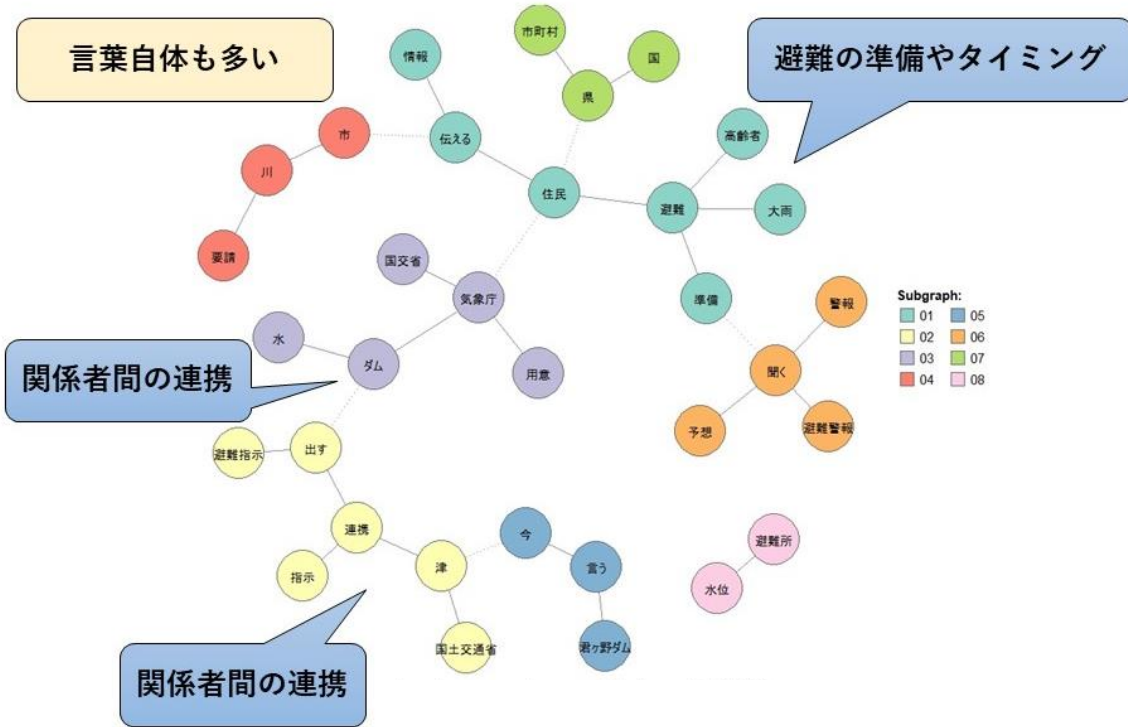 言葉自体も多い
避難の準備やタイミング
市町村
国
県
情報
伝える
市
川
要請
住民
高齢者
避難
大雨
準備
国交省
気象庁
水
ダム
用意
関係者間の連携
警報
聞く
予想
避難警報
Subgraph:
01 05
02 06
03 07
04 08
出す
避難指示
連携
指示
津
国土交通省
今
言う
君ヶ野ダム
避難所
水位
関係者間の連携